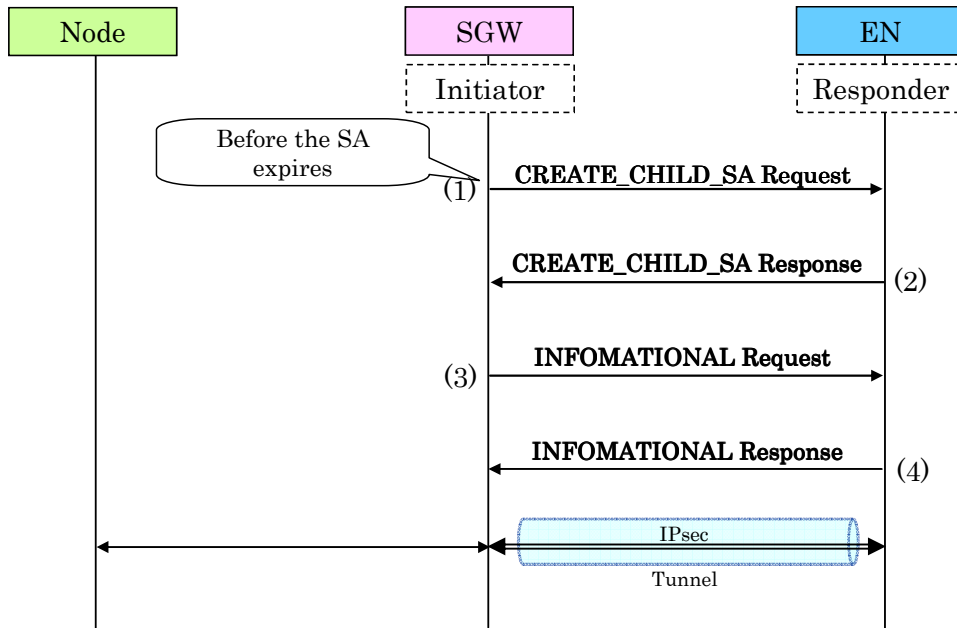 Node
SGW
EN
Initiator
Responder
Before the SA
expires
(1)
CREATE_CHILD_SA Request
CREATE_CHILD_SA Response
(2)
(3)
INFOMATIONAL Request
INFOMATIONAL Response
(4)
IPsec
Tunnel